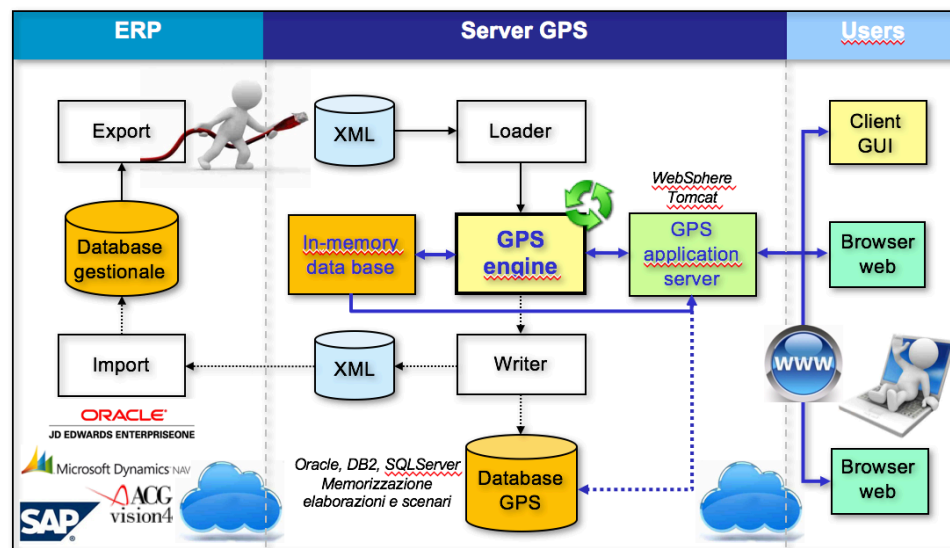 ERP
Server GPS
Users
Export
XML
Loader
Client
GUI
WebSphere
Tomcat
Database
gestionale
In-memory
data base
GPS
engine
GPS
application
server
Browser
web
Import
XML
Writer
WWW
ORACLE
JD EDWARDS ENTERPRISEONE
Microsoft Dynamics NAV
SAP
ACG
vision4
Oracle, DB2, SQLServer
Memorizzazione
elaborazioni e scenari
Database
GPS
Browser
web